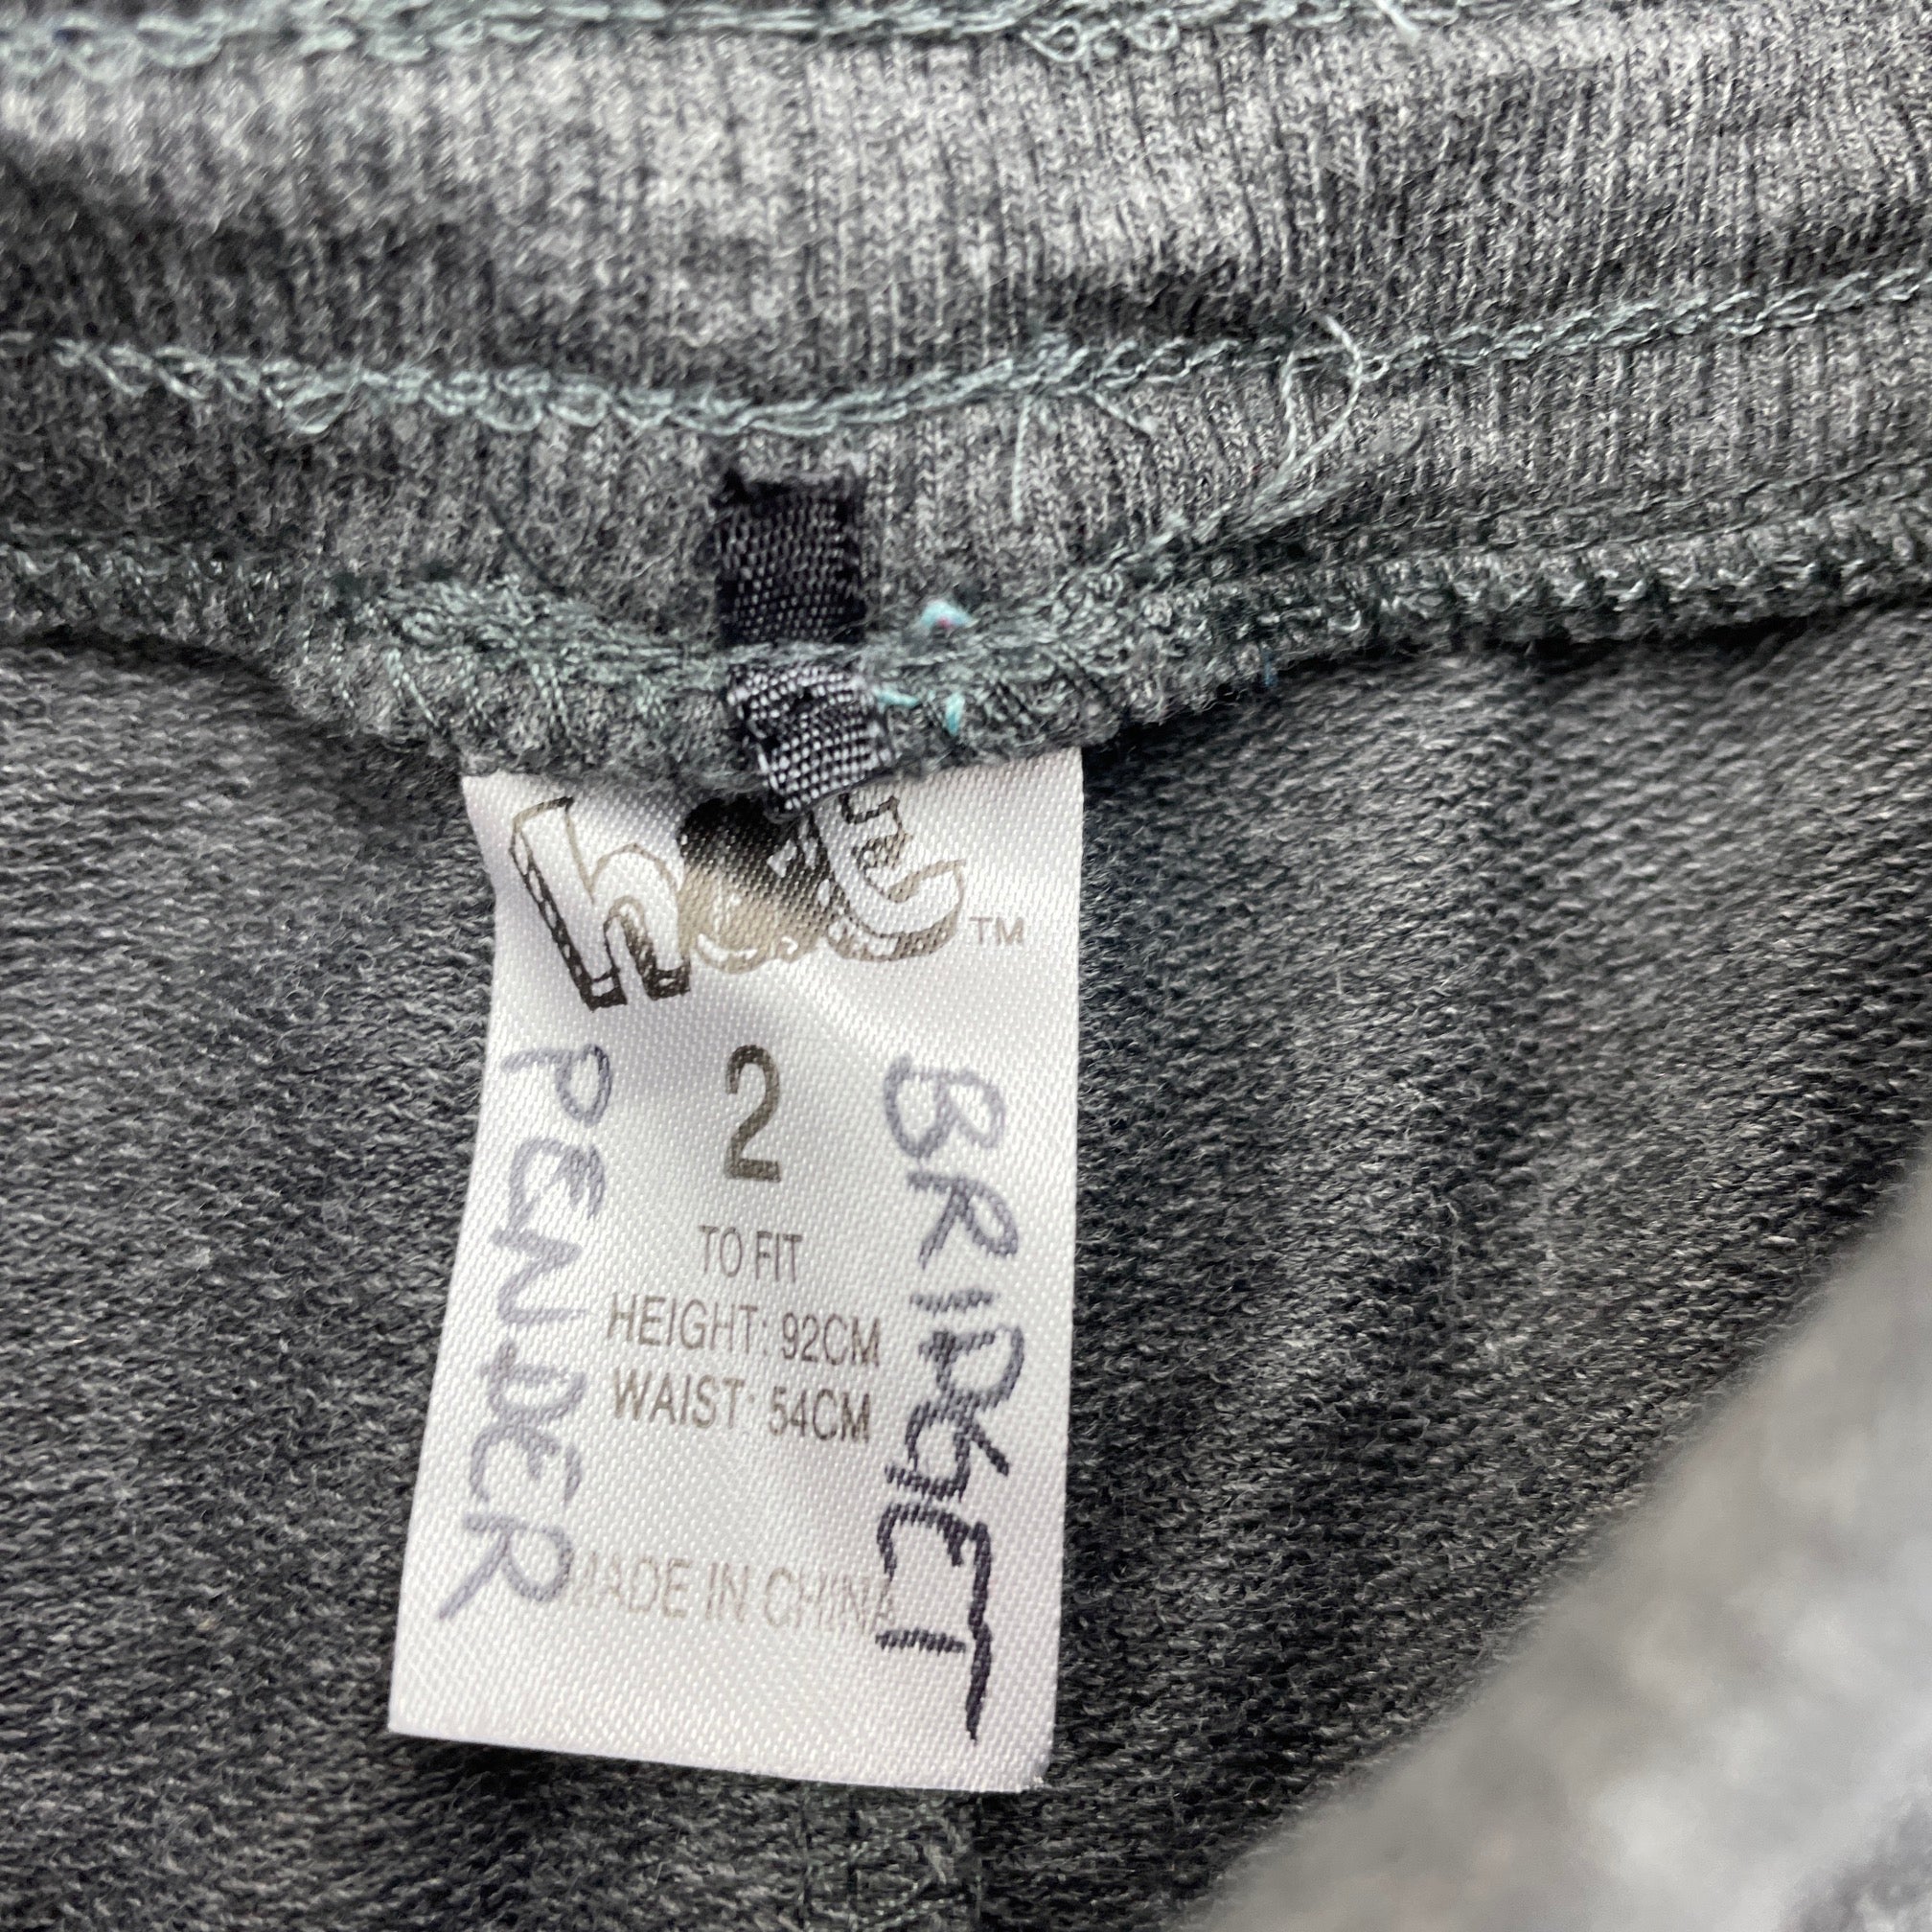 TM
2
TO FIT
HEIGHT: 92CM
WAIST: 54CM
MADE IN CHINA
BRIDGET
PENDER